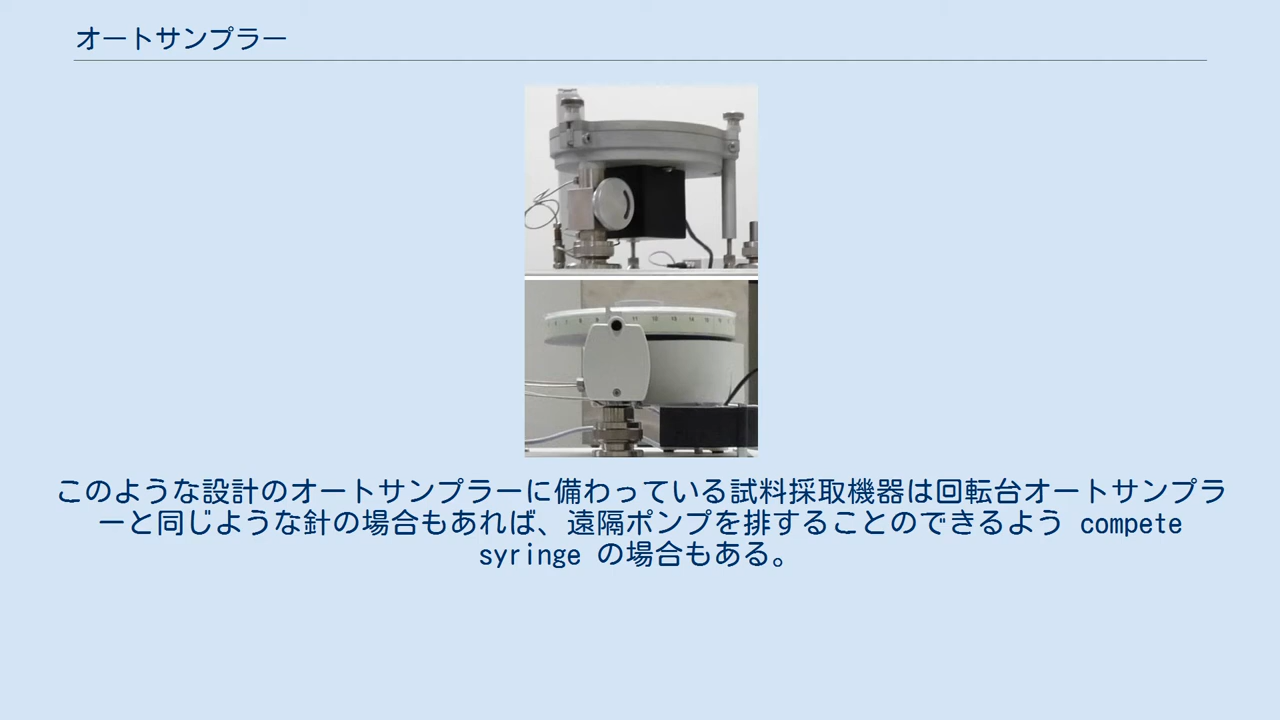 オートサンプラー
このような設計のオートサンプラーに備わっている試料採取機器は回転台オートサンプラ
ーと同じような針の場合もあれば、遠隔ポンプを排することのできるよう compete
syringe の場合もある。